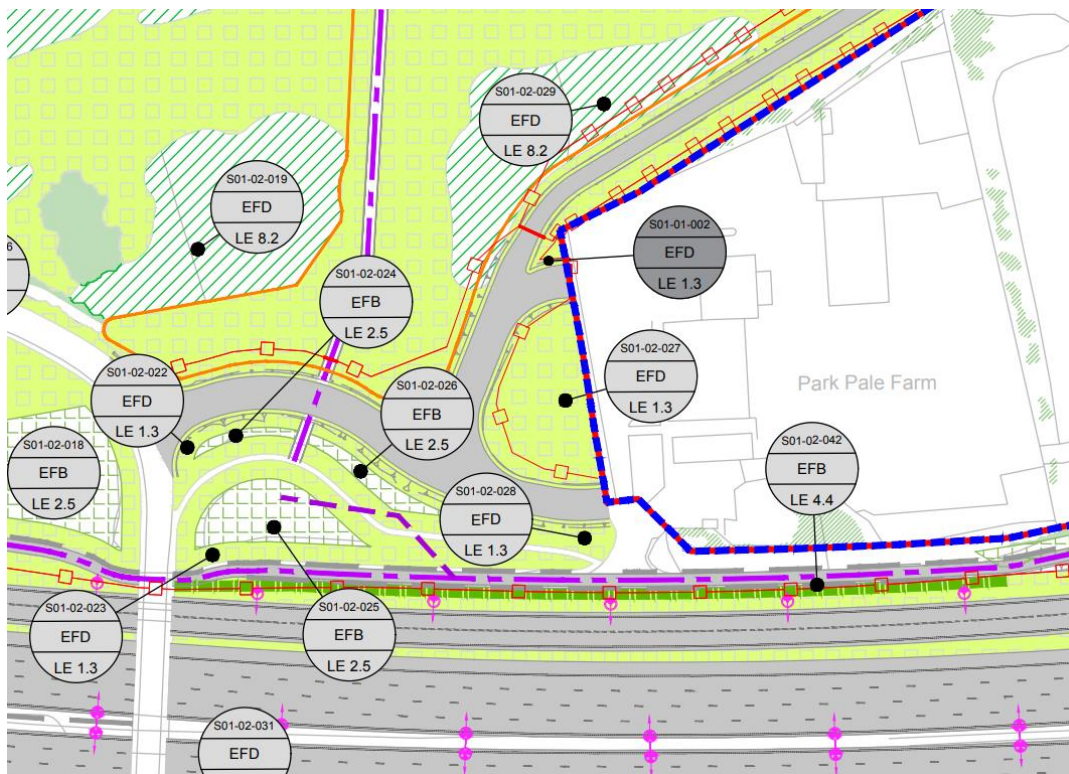 S01-02-029
EFD
LE 8.2
S01-02-019
EFD
LE 8.2
S01-01-002
EFD
LE 1.3
6
S01-02-024
EFB
LE 2.5
S01-02-022
EFD
LE 1.3
S01-02-026
EFB
LE 2.5
S01-02-027
EFD
LE 1.3
Park Pale Farm
S01-02-018
EFB
LE 2.5
S01-02-042
EFB
LE 4.4
S01-02-028
EFD
LE 1.3
S01-02-023
EFD
LE 1.3
S01-02-025
EFB
LE 2.5
S01-02-031
EFD